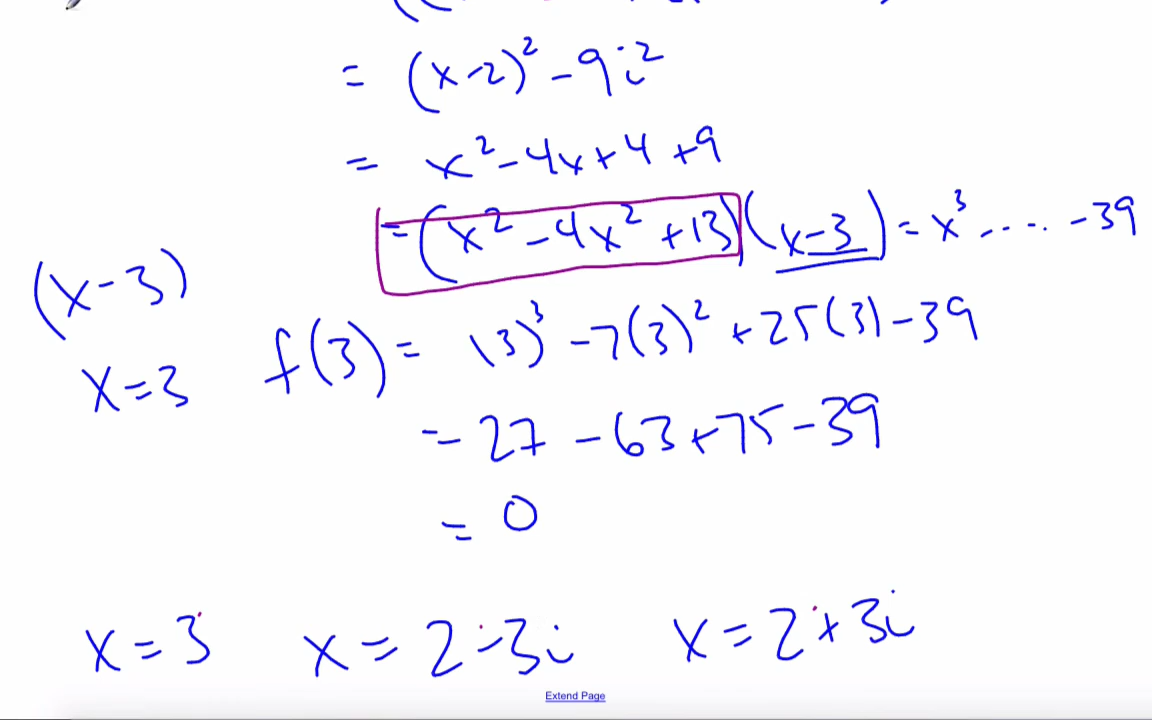 = (x-2)² - 9i²
= x² - 4x + 4 + 9
= (x² - 4x² + 13)(x-3) = x³ .... -39
(x-3)
x=3
f(3) = (3)³ - 7(3)² + 25(3) - 39
= 27 - 63 + 75 - 39
= 0
x = 3 x = 2-3i x = 2+3i
Extend Page